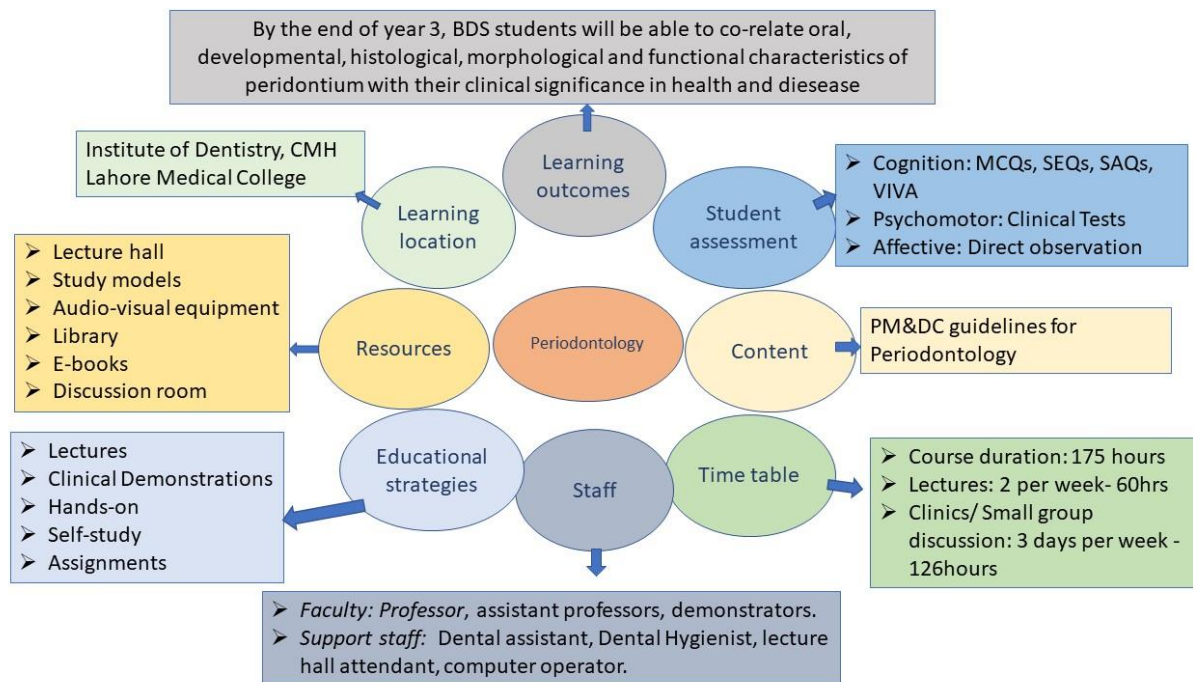 By the end of year 3, BDS students will be able to co-relate oral,
developmental, histological, morphological and functional characteristics of
peridontium with their clinical significance in health and diesease
Institute of Dentistry, CMH
Lahore Medical College
Learning
location
Learning
outcomes
Student
assessment
➢ Cognition: MCQs, SEQs, SAQs,
VIVA
➢ Psychomotor: Clinical Tests
➢ Affective: Direct observation
➢ Lecture hall
➢ Study models
➢ Audio-visual equipment
➢ Library
➢ E-books
➢ Discussion room
Resources
Periodontology
Content
PM&DC guidelines for
Periodontology
➢ Lectures
➢ Clinical Demonstrations
➢ Hands-on
➢ Self-study
➢ Assignments
Educational
strategies
Staff
Time table
➢ Course duration: 175 hours
➢ Lectures: 2 per week- 60hrs
➢ Clinics/ Small group
discussion: 3 days per week -
126hours
➢ Faculty: Professor, assistant professors, demonstrators.
➢ Support staff: Dental assistant, Dental Hygienist, lecture
hall attendant, computer operator.